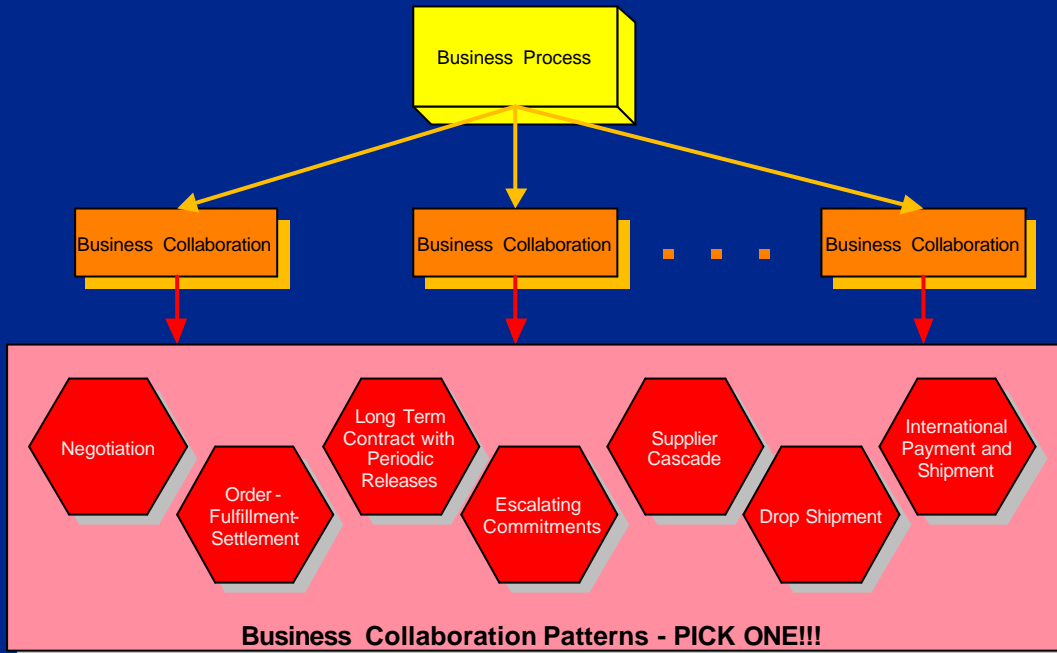 Business Process
Business Collaboration
Business Collaboration
Business Collaboration
Negotiation
Order -
Fulfillment-
Settlement
Long Term
Contract with
Periodic
Releases
Escalating
Commitments
Supplier
Cascade
Drop Shipment
International
Payment and
Shipment
Business Collaboration Patterns - PICK ONE!!!